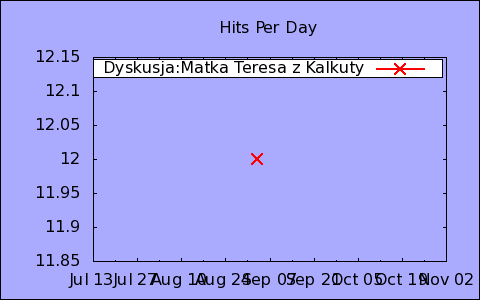 Hits Per Day
Dyskusja:Matka Teresa z Kalkuty
12.15
12.1
12.05
12
11.95
11.9
11.85
Jul 13 Jul 27 Aug 10 Aug 24 Sep 07 Sep 21 Oct 05 Oct 19 Nov 02